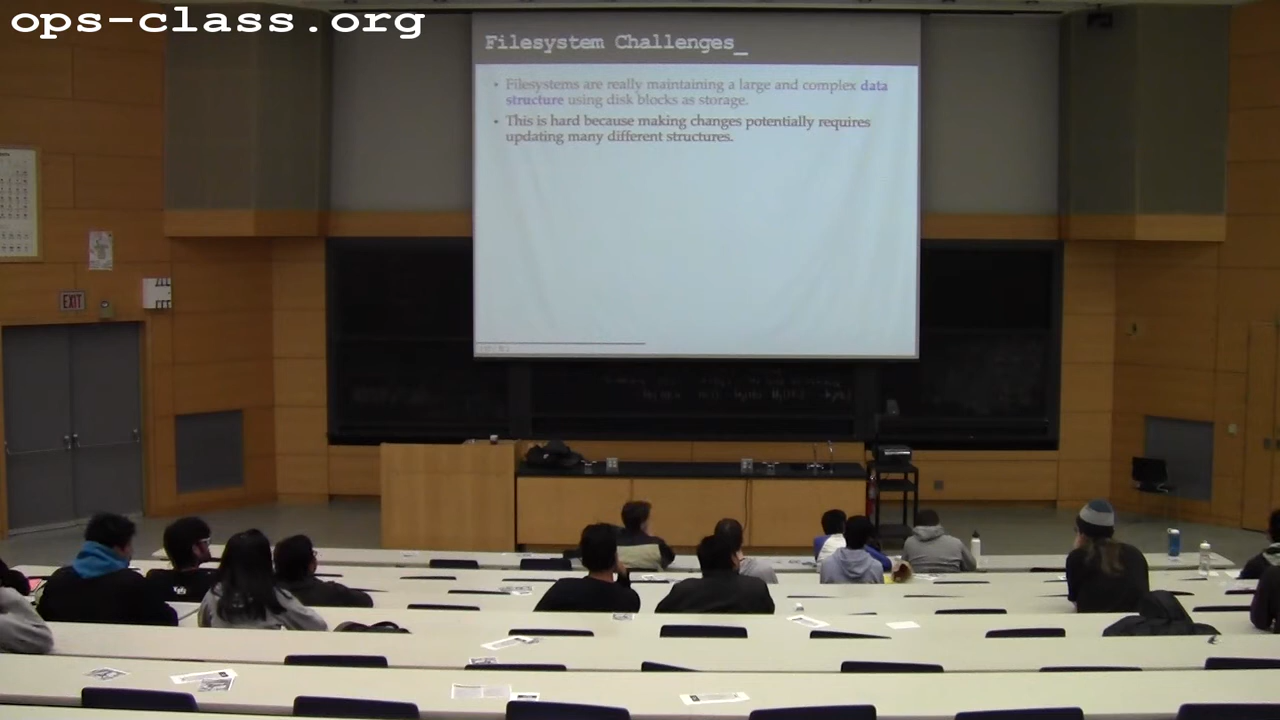 ops-class.org
Filesystem Challenges_
• Filesystems are really maintaining a large and complex data
structure using disk blocks as storage.
• This is hard because making changes potentially requires
updating many different structures.
EXIT